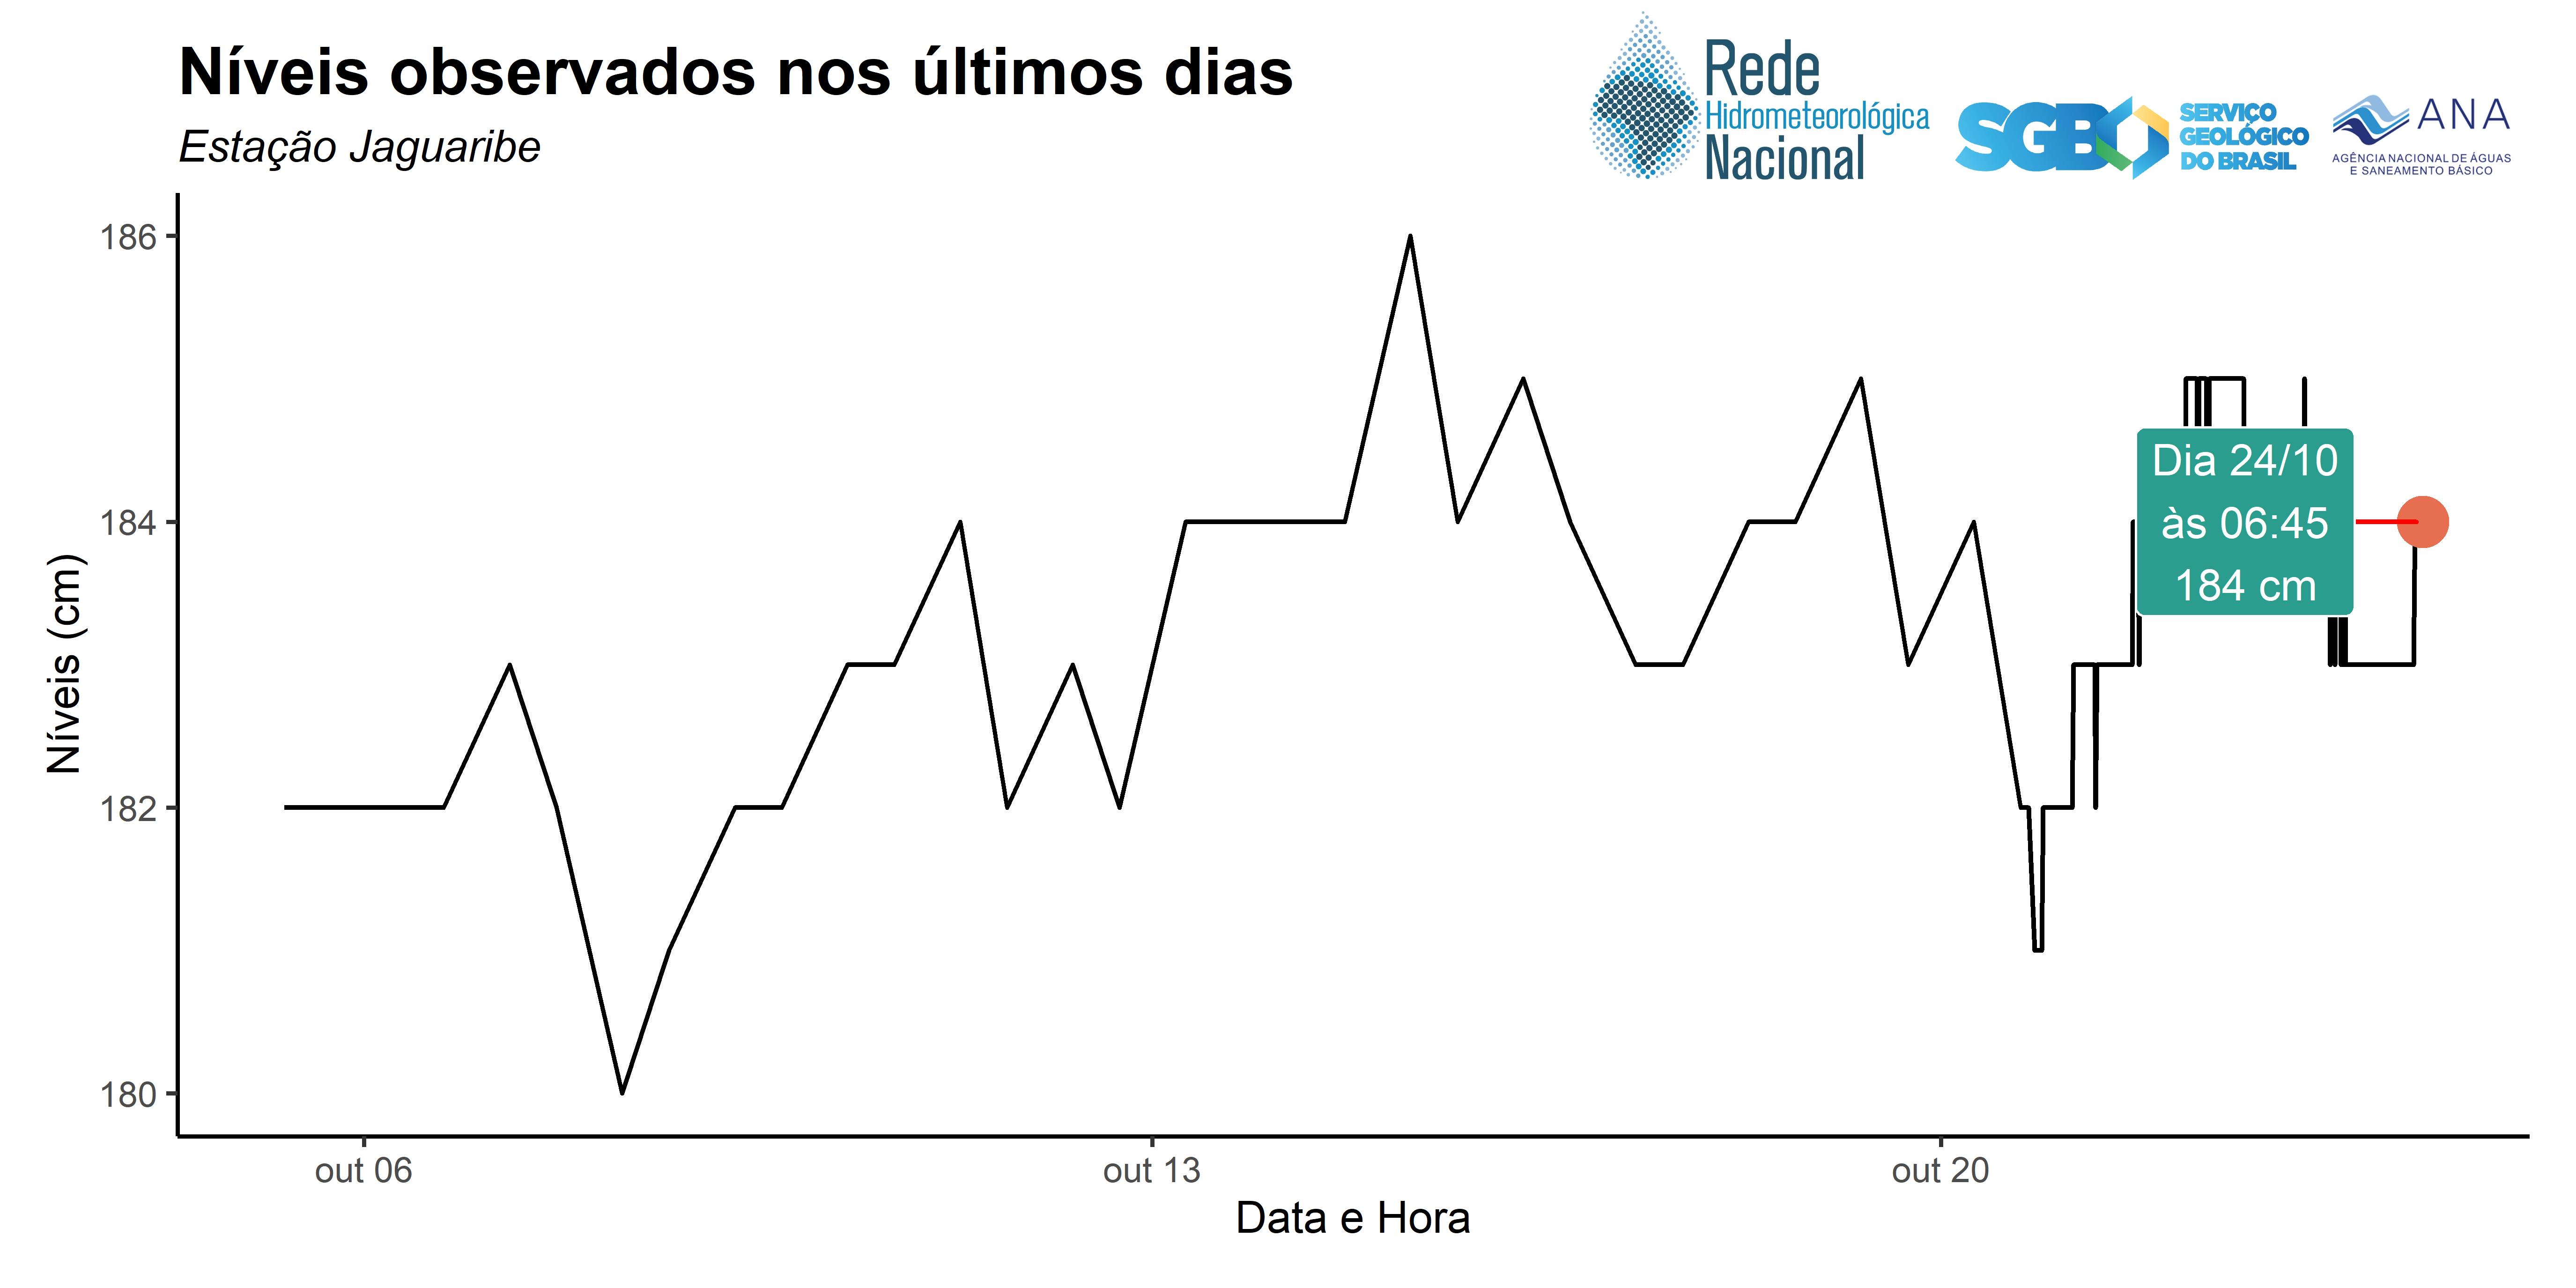 Níveis observados nos últimos dias
Estação Jaguaribe
Rede
Hidrometeorológica
Nacional
SGB
SERVIÇO
GEOLÓGICO
DO BRASIL
ANA
AGÊNCIA NACIONAL DE ÁGUAS
E SANEAMENTO BÁSICO
Níveis (cm)
186
184
182
180
Dia 24/10
às 06:45
184 cm
out 06
out 13
out 20
Data e Hora